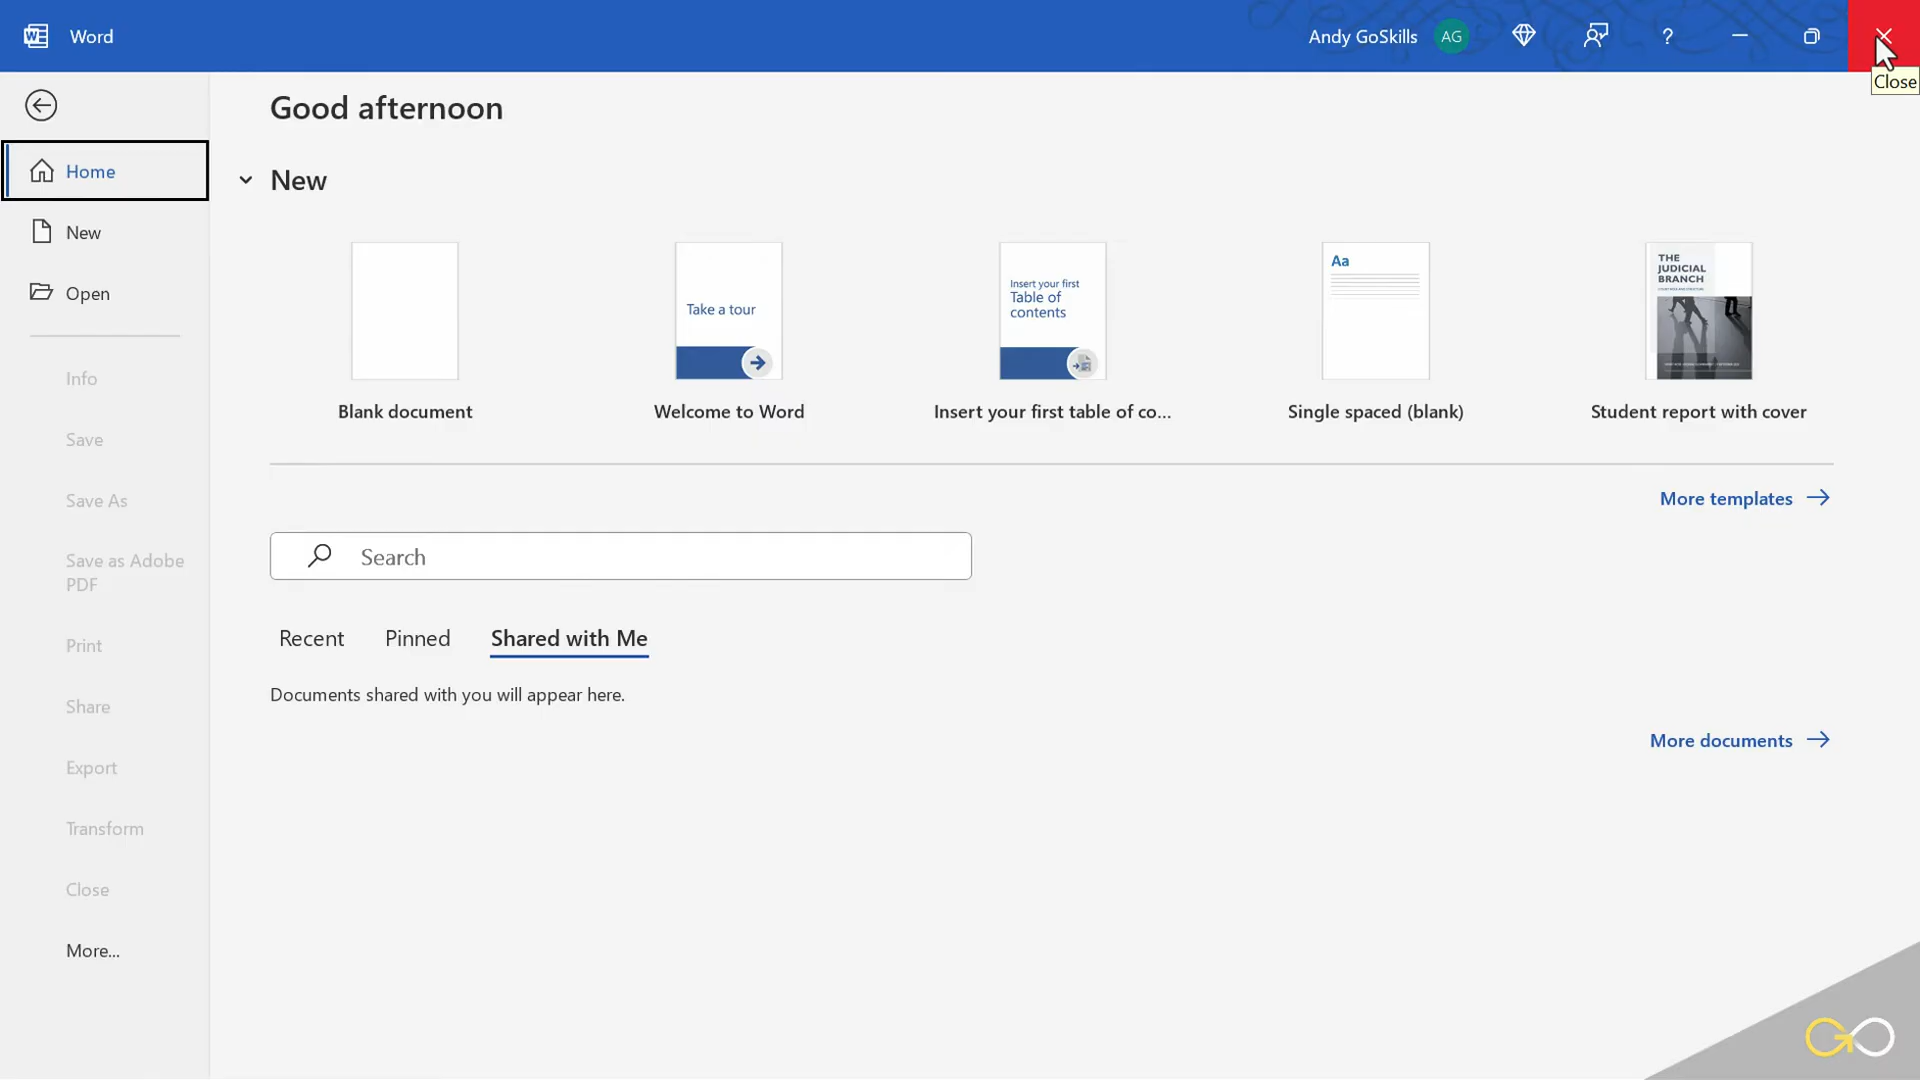 Word
Andy GoSkills AG ?
Close
Good afternoon
Home
New
New
Open
Take a tour
Insert your first
Table of
contents
Aa
THE
JUDICIAL
BRANCH
Blank document
Welcome to Word
Insert your first table of co...
Single spaced (blank)
Student report with cover
Info
Save
Save As
Save as Adobe
PDF
Print
Share
Export
Transform
Close
More...
More templates
Search
Recent Pinned Shared with Me
Documents shared with you will appear here.
More documents